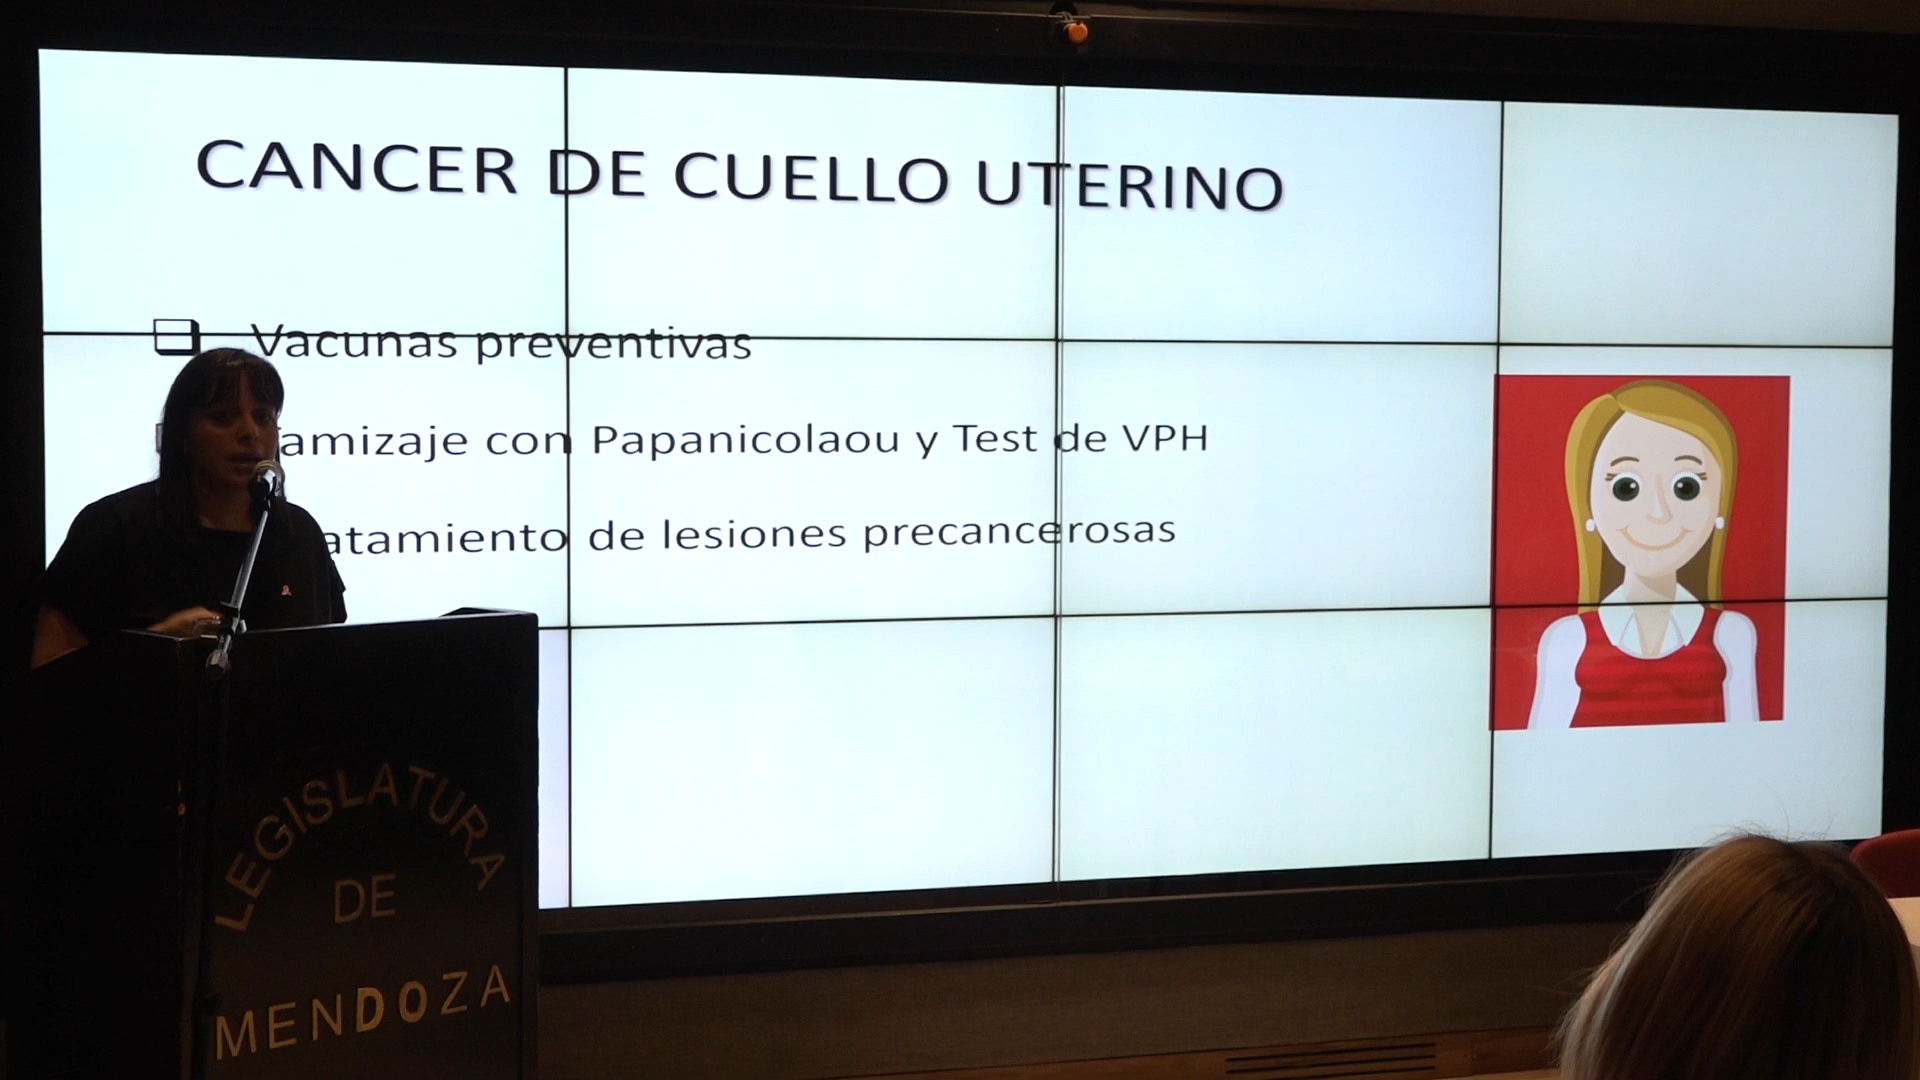 CANCER DE CUELLO UTERINO
Vacunas preventivas
amizaje con Papanicolaou y Test de VPH
atamiento de lesiones precancerosas
LEGISLATURA
DE
MENDOZA